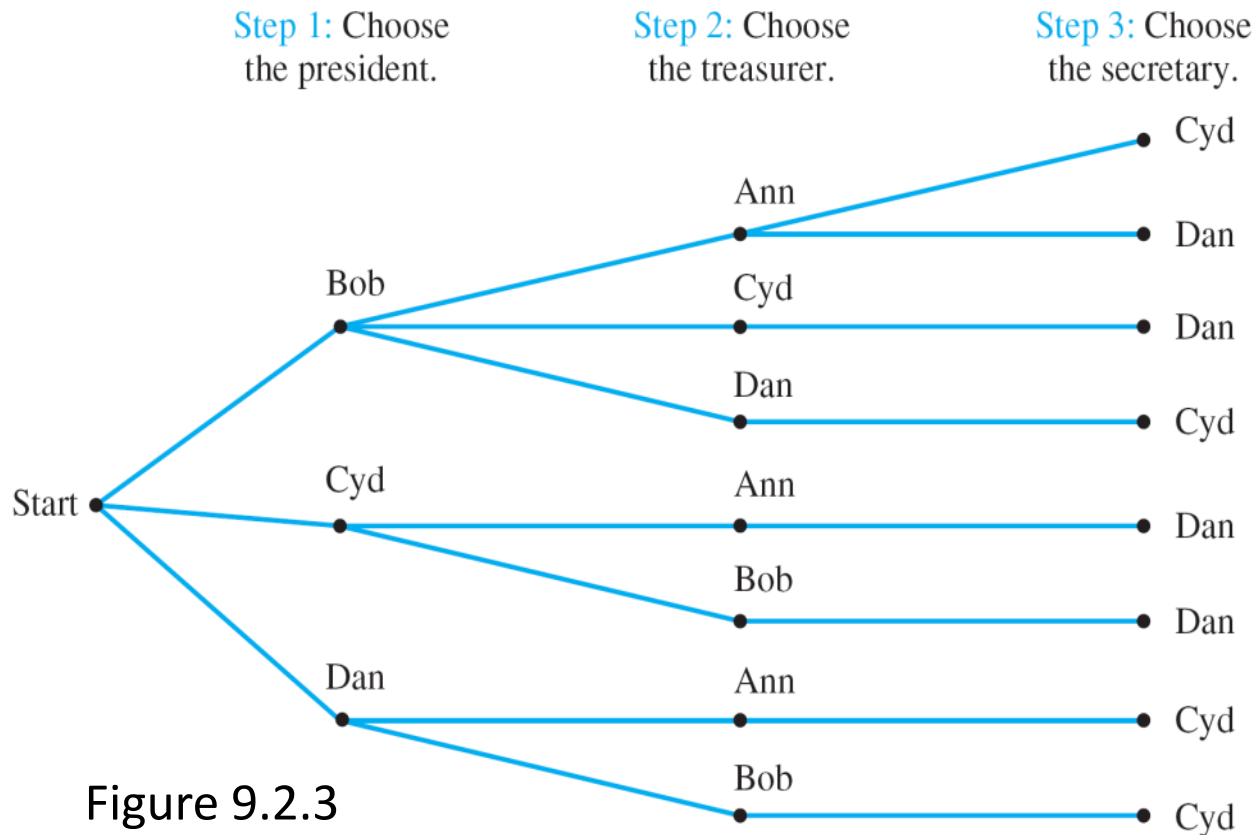 Step 1: Choose
the president.
Step 2: Choose
the treasurer.
Step 3: Choose
the secretary.
Cyd
Ann
Dan
Bob
Cyd
Dan
Dan
Cyd
Start
Cyd
Ann
Dan
Bob
Dan
Dan
Ann
Cyd
Bob
Cyd
Figure 9.2.3